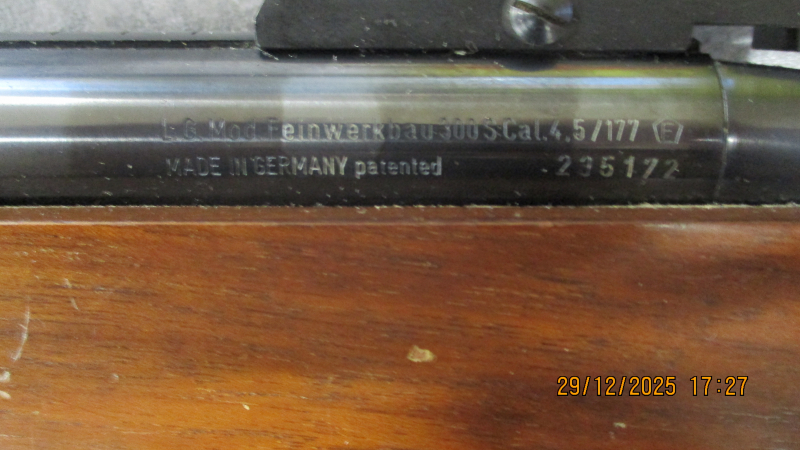 L.G. Mod. Feinwerkbau 300 S Cal. 4,5/177 F
MADE IN GERMANY patented 235172
29/12/2025 17:27